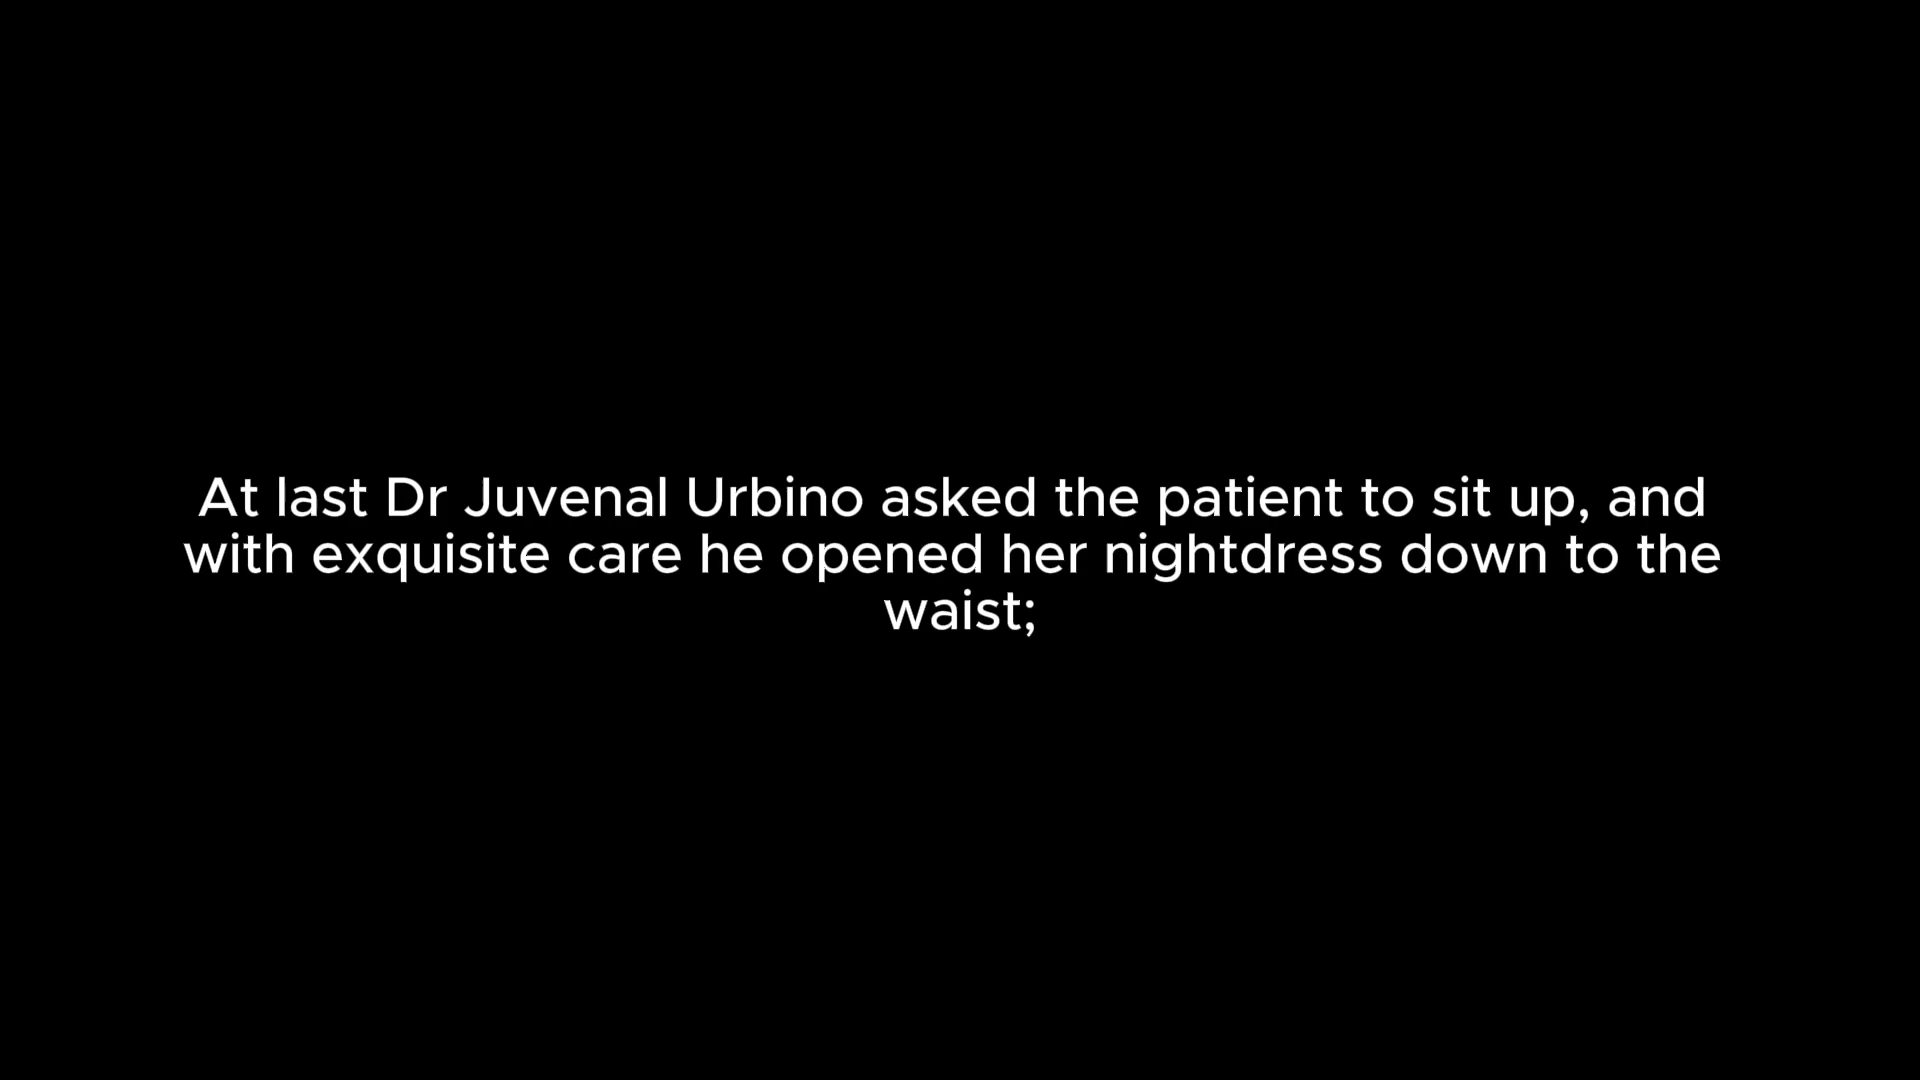 At last Dr Juvenal Urbino asked the patient to sit up, and
with exquisite care he opened her nightdress down to the
waist;